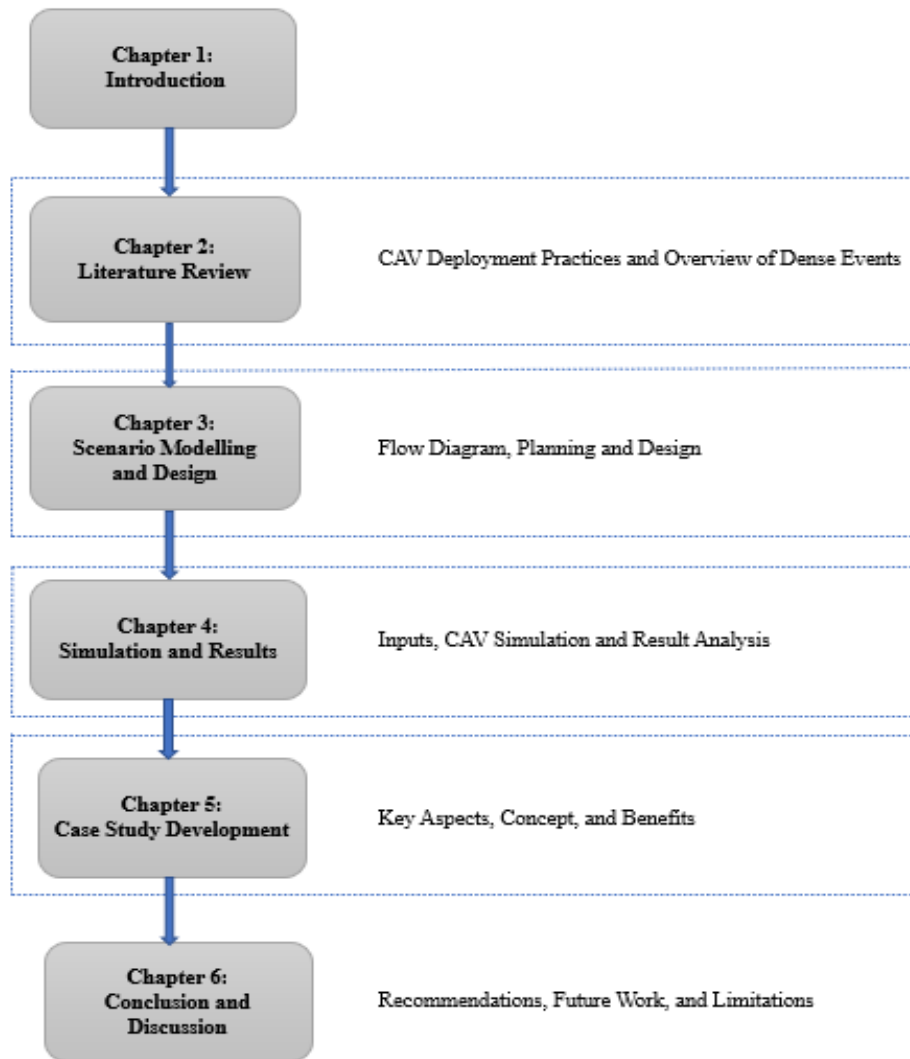 Chapter 1:
Introduction
Chapter 2:
Literature Review
CAV Deployment Practices and Overview of Dense Events
Chapter 3:
Scenario Modelling
and Design
Flow Diagram, Planning and Design
Chapter 4:
Simulation and Results
Inputs, CAV Simulation and Result Analysis
Chapter 5:
Case Study Development
Key Aspects, Concept, and Benefits
Chapter 6:
Conclusion and
Discussion
Recommendations, Future Work, and Limitations